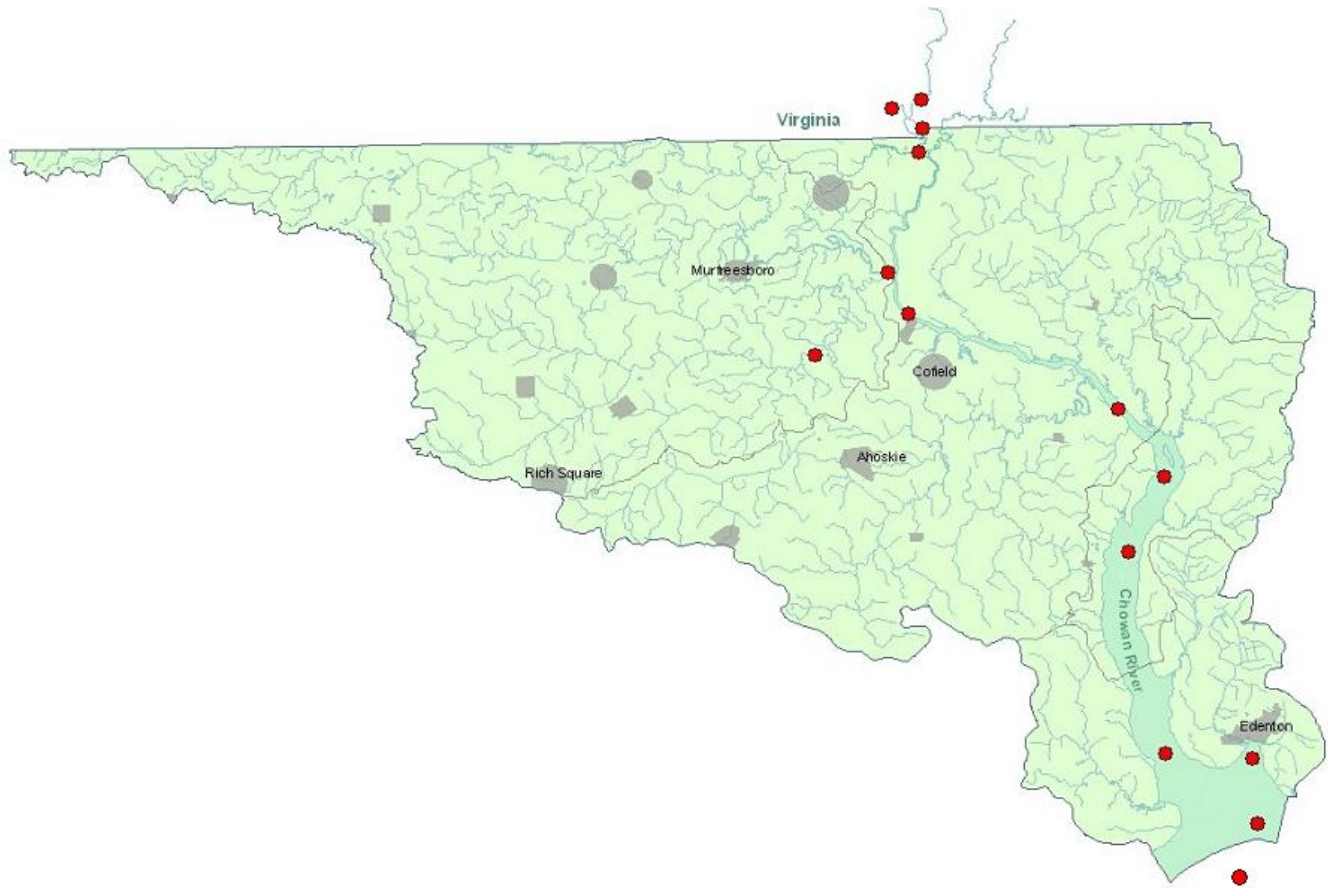 Virginia
Murfreesboro
Cofield
Ahoskie
Rich Square
Chowan River
Edenton